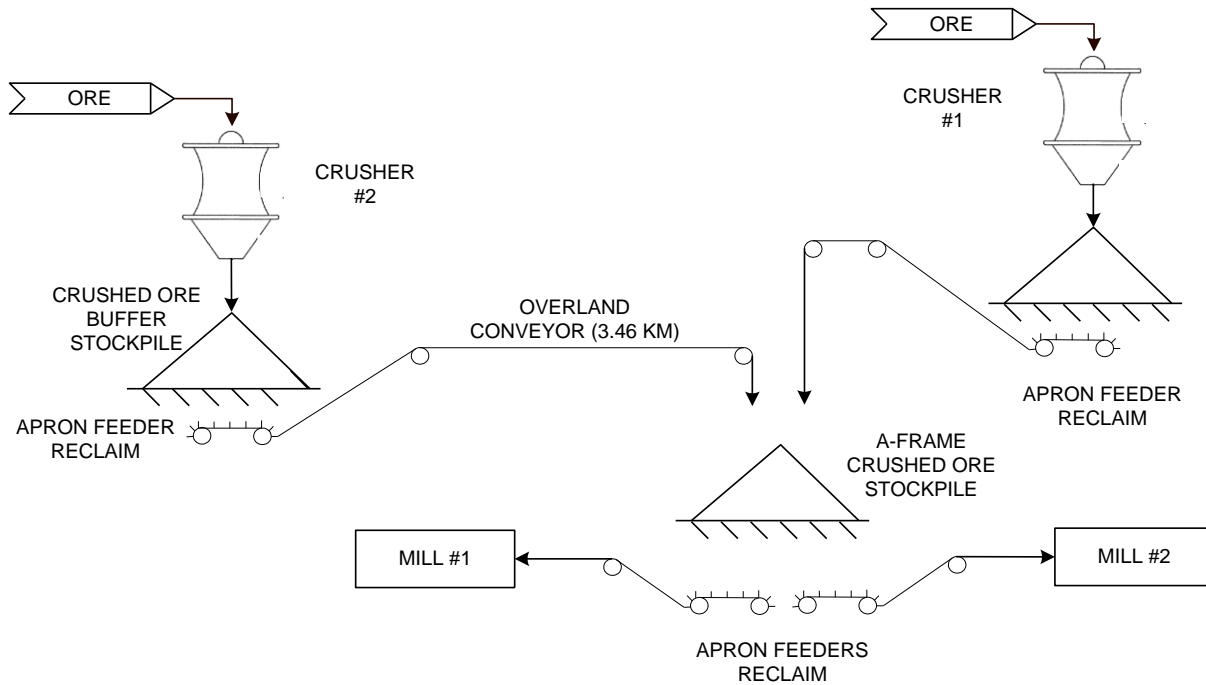 ORE
CRUSHER
#1
ORE
CRUSHER
#2
CRUSHED ORE
BUFFER
STOCKPILE
OVERLAND
CONVEYOR (3.46 KM)
APRON FEEDER
RECLAIM
APRON FEEDER
RECLAIM
A-FRAME
CRUSHED ORE
STOCKPILE
MILL #1
MILL #2
APRON FEEDERS
RECLAIM